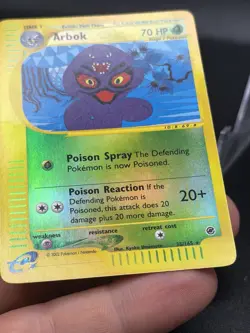 Arbok
70 HP
Poison Spray The Defending
Pokémon is now Poisoned.
Poison Reaction If the
Defending Pokémon is
Poisoned, this attack does 20
damage plus 20 more damage.
20+
weakness
resistance
retreat cost